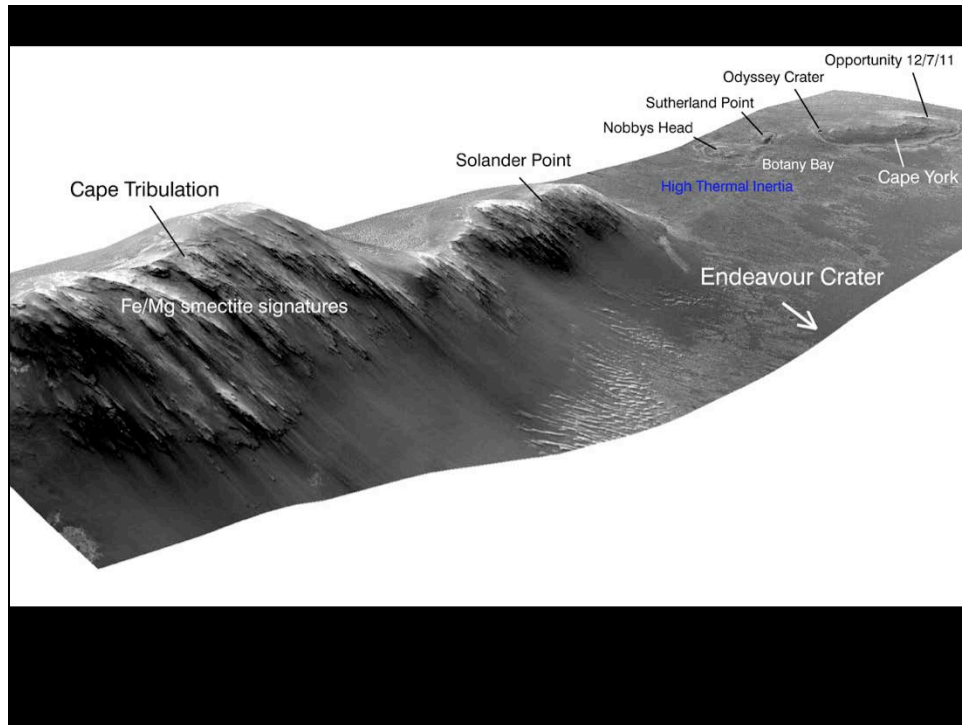 Opportunity 12/7/11
Odyssey Crater
Sutherland Point
Nobbys Head
Solander Point
Botany Bay
Cape York
Cape Tribulation
High Thermal Inertia
Endeavour Crater
Fe/Mg smectite signatures